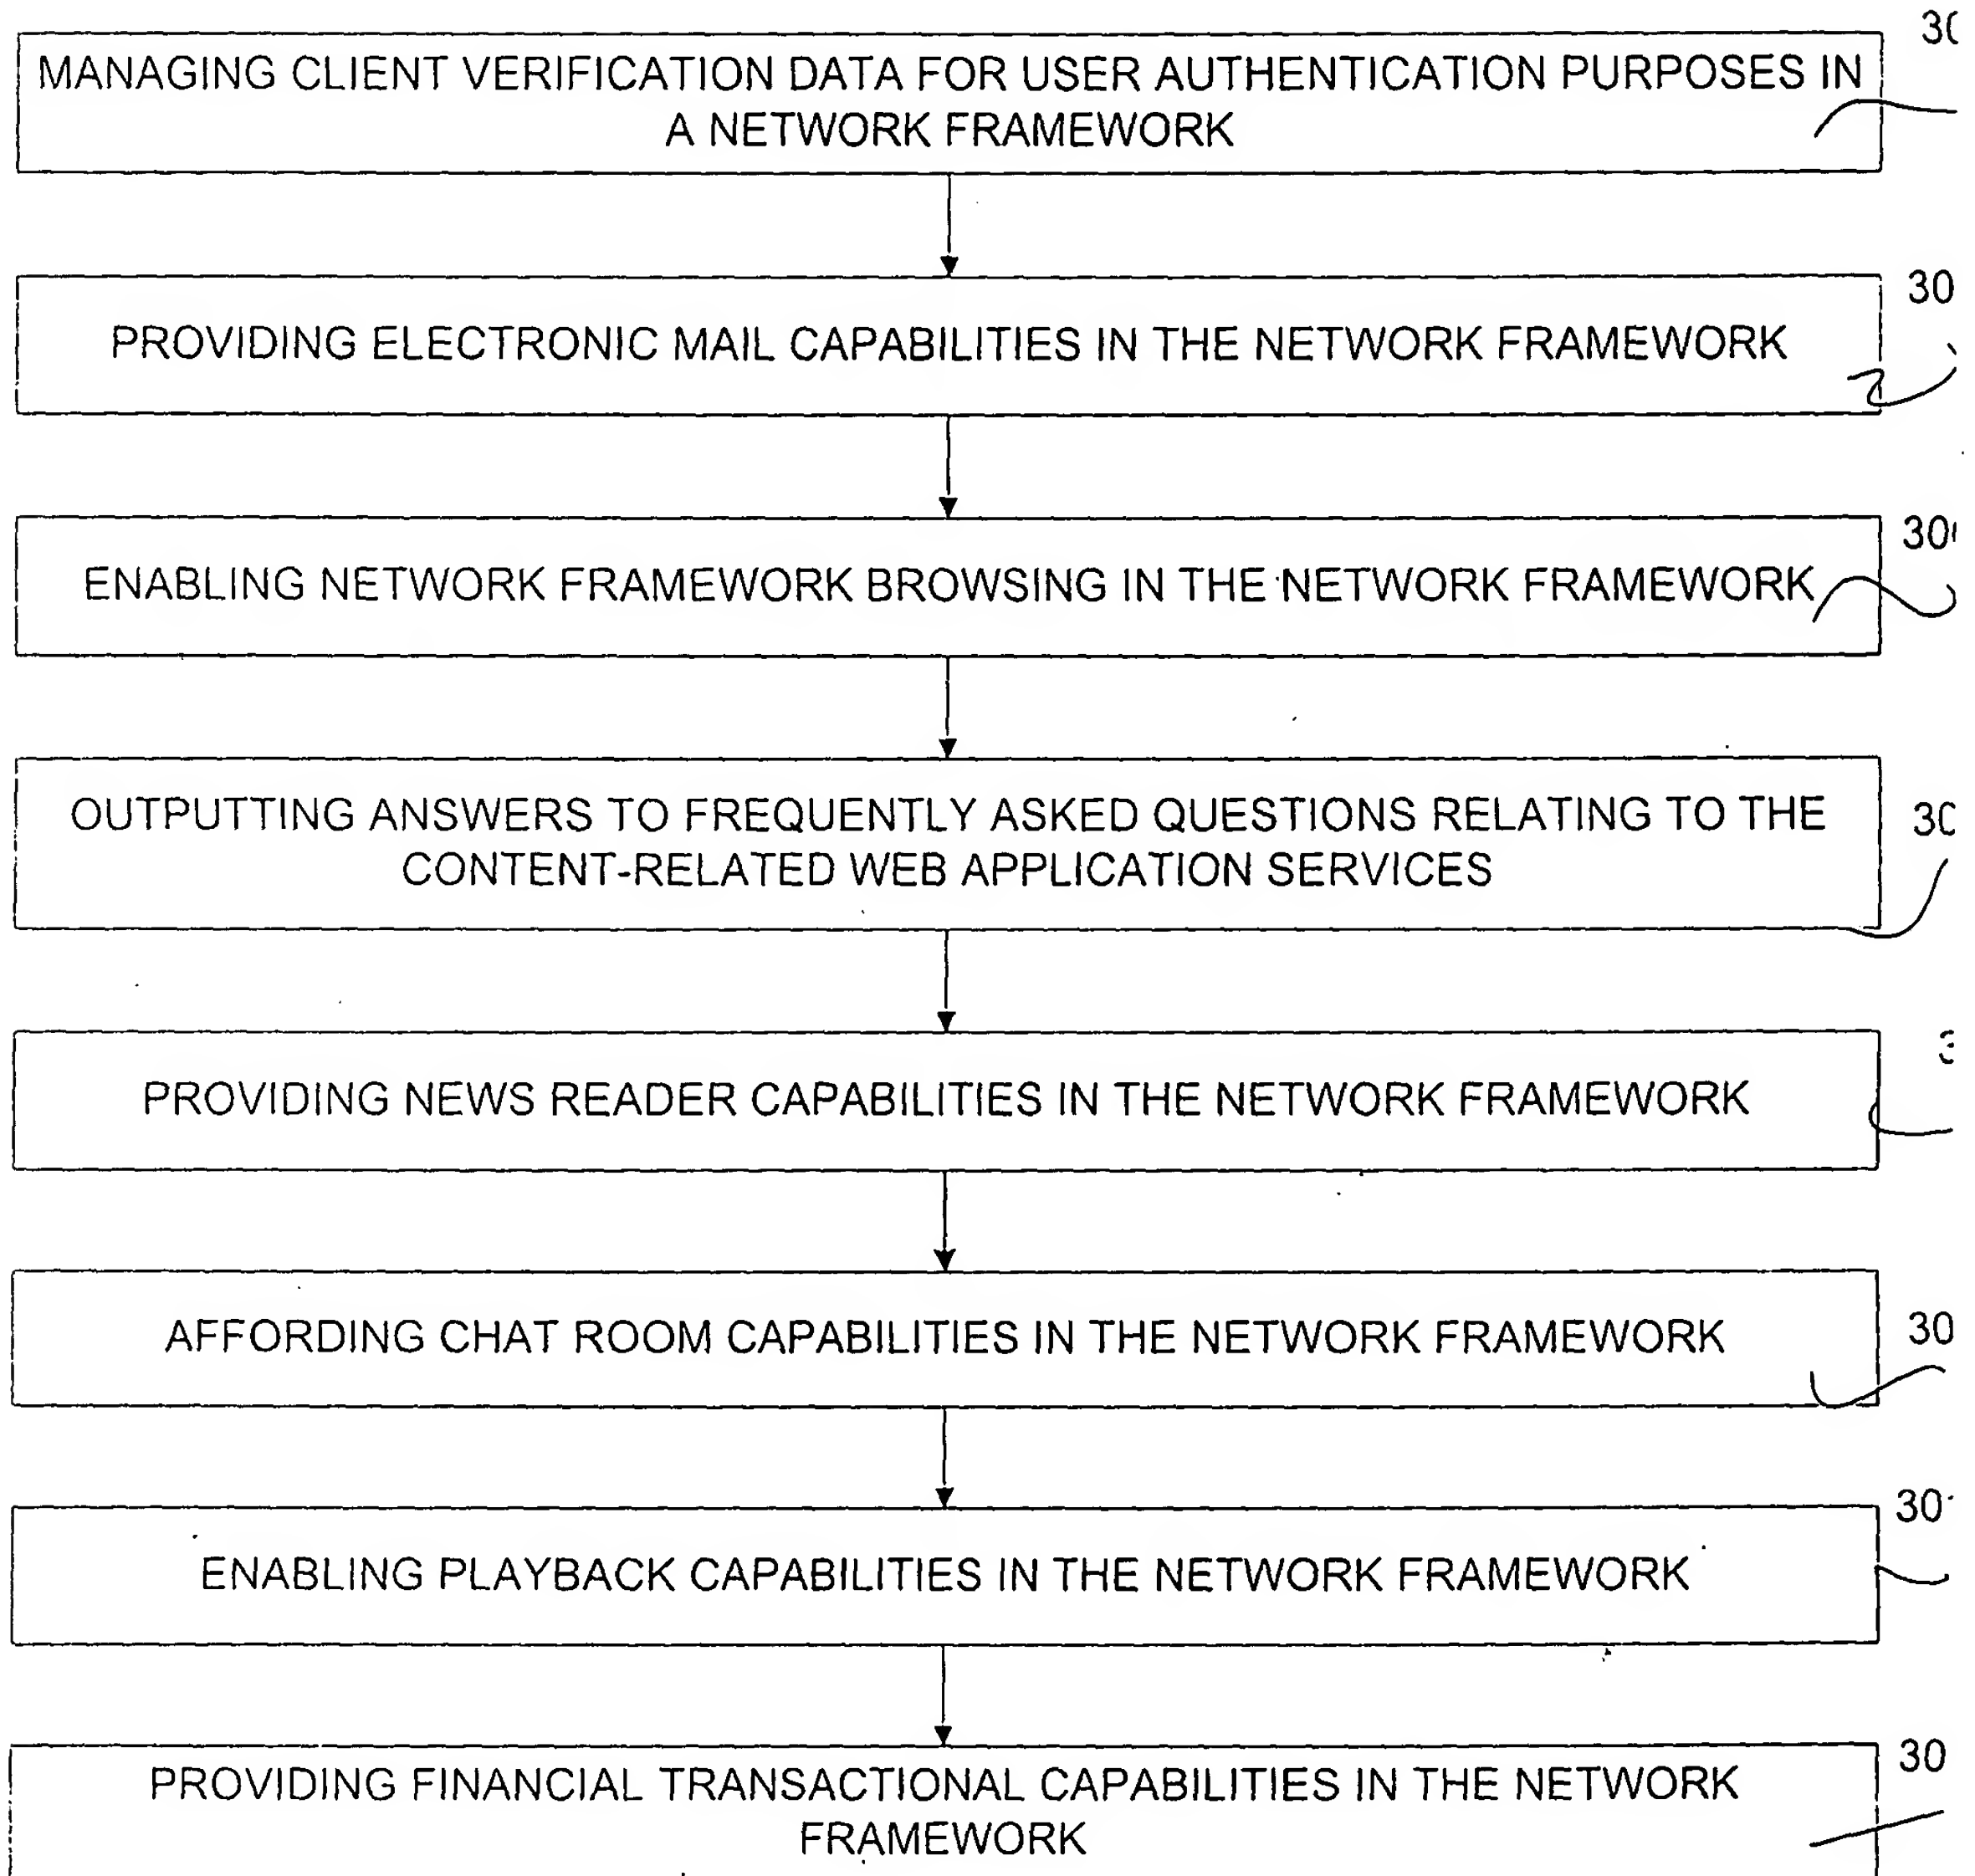 MANAGING CLIENT VERIFICATION DATA FOR USER AUTHENTICATION PURPOSES IN
A NETWORK FRAMEWORK
PROVIDING ELECTRONIC MAIL CAPABILITIES IN THE NETWORK FRAMEWORK
30
ENABLING NETWORK FRAMEWORK BROWSING IN THE NETWORK FRAMEWORK
30
OUTPUTTING ANSWERS TO FREQUENTLY ASKED QUESTIONS RELATING TO THE
CONTENT-RELATED WEB APPLICATION SERVICES
PROVIDING NEWS READER CAPABILITIES IN THE NETWORK FRAMEWORK
AFFORDING CHAT ROOM CAPABILITIES IN THE NETWORK FRAMEWORK
30
ENABLING PLAYBACK CAPABILITIES IN THE NETWORK FRAMEWORK
30
PROVIDING FINANCIAL TRANSACTIONAL CAPABILITIES IN THE NETWORK
FRAMEWORK
30